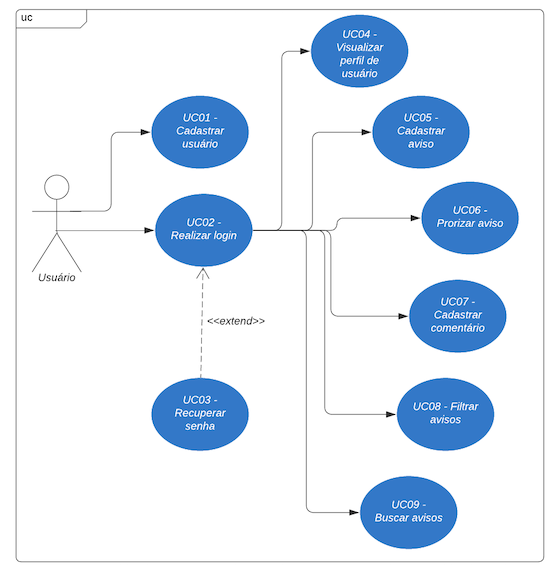 uc
UC04 -
Visualizar
perfil de
usuário
UC01 -
Cadastrar
usuário
UC05 -
Cadastrar
aviso
UC02 -
Realizar login
UC06 -
Prorizar aviso
Usuário
<<extend>>
UC07 -
Cadastrar
comentário
UC03 -
Recuperar
senha
UC08 - Filtrar
avisos
UC09 -
Buscar avisos